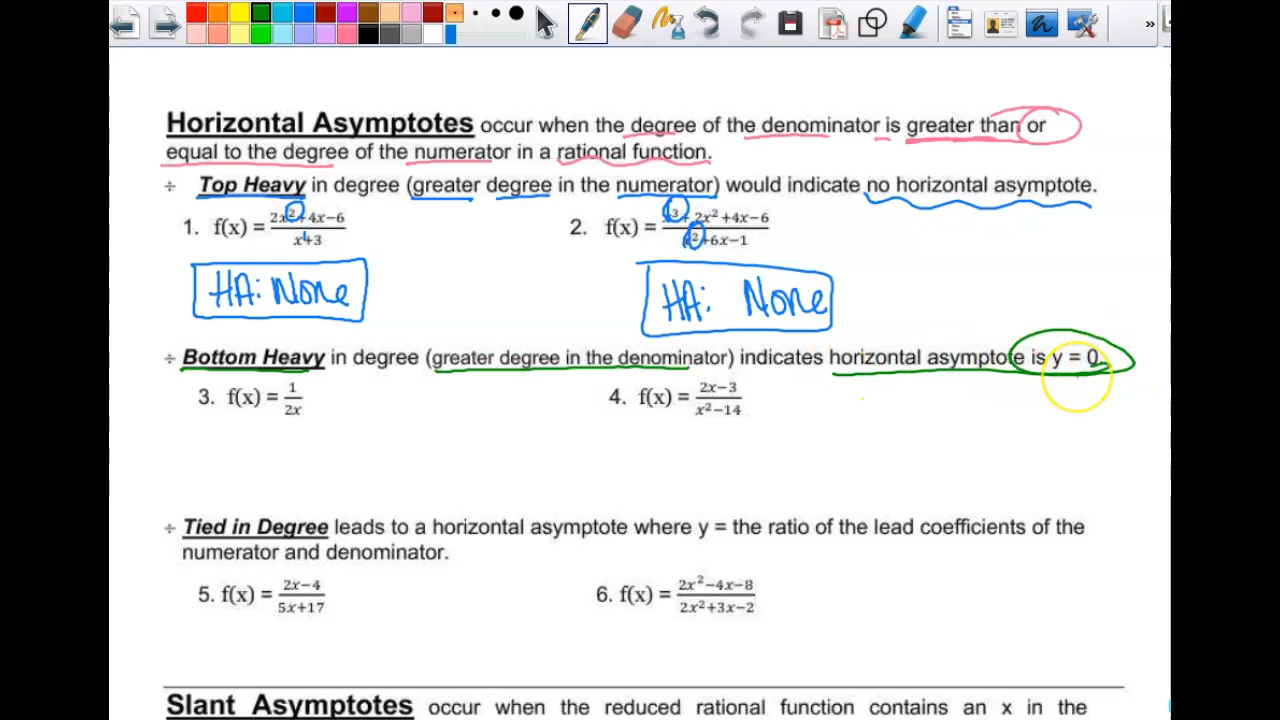 Horizontal Asymptotes occur when the degree of the denominator is greater than or
equal to the degree of the numerator in a rational function.
÷ Top Heavy in degree (greater degree in the numerator) would indicate no horizontal asymptote.
1. f(x) = 2x²+4x−6 / x+3
2. f(x) = x³+2x²+4x−6 / x²+6x−1
HA: None
HA: None
÷ Bottom Heavy in degree (greater degree in the denominator) indicates horizontal asymptote is y = 0.
3. f(x) = 1 / 2x
4. f(x) = 2x−3 / x²−14
÷ Tied in Degree leads to a horizontal asymptote where y = the ratio of the lead coefficients of the
numerator and denominator.
5. f(x) = 2x−4 / 5x+17
6. f(x) = 2x²−4x−8 / 2x²+3x−2
Slant Asymptotes occur when the reduced rational function contains an x in the